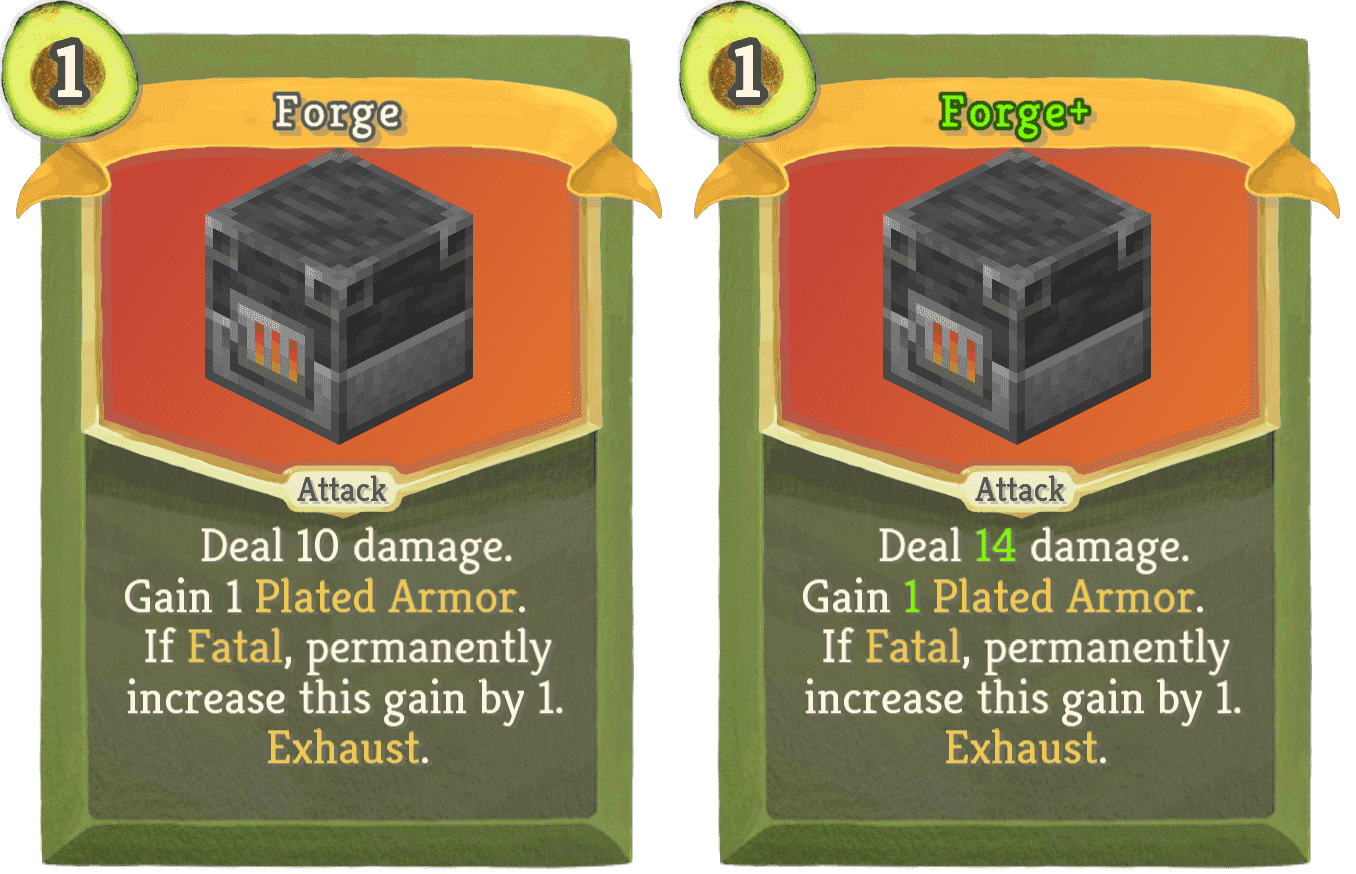 1
Forge
Attack
Deal 10 damage.
Gain 1 Plated Armor.
If Fatal, permanently
increase this gain by 1.
Exhaust.
1
Forge+
Attack
Deal 14 damage.
Gain 1 Plated Armor.
If Fatal, permanently
increase this gain by 1.
Exhaust.